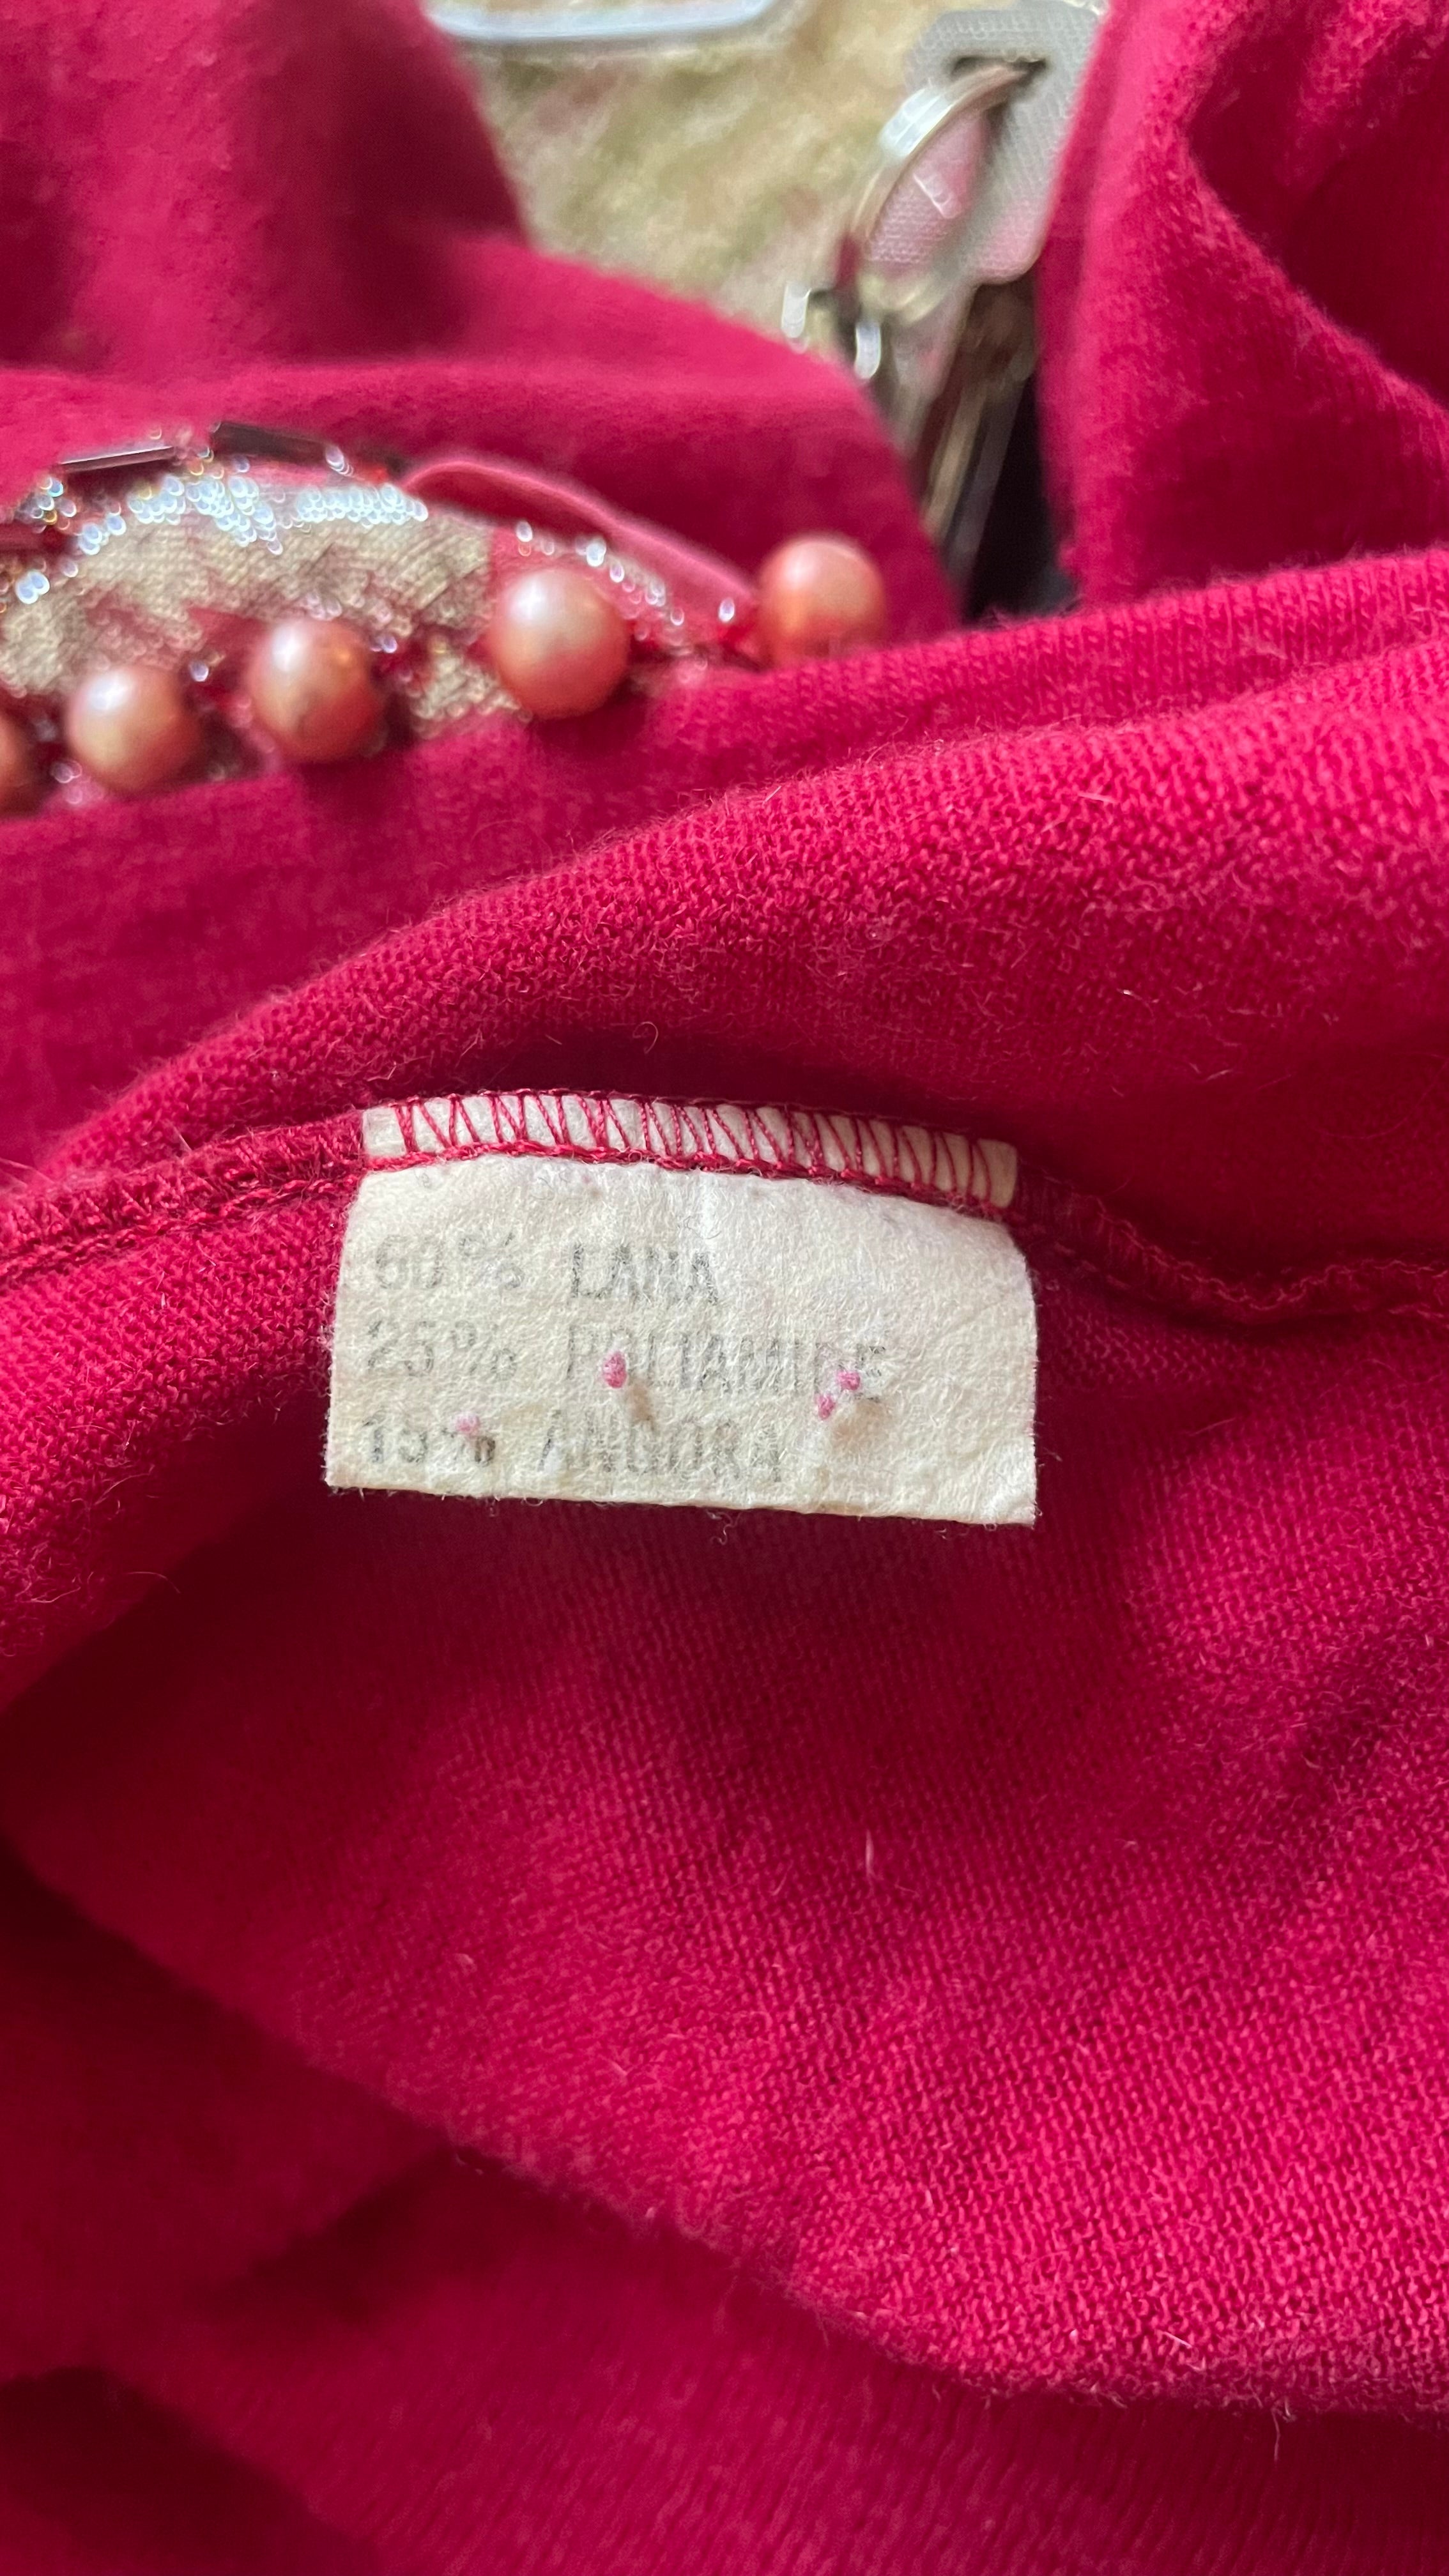 60% LANA
25% POLIAMIDE
15% ANGORA